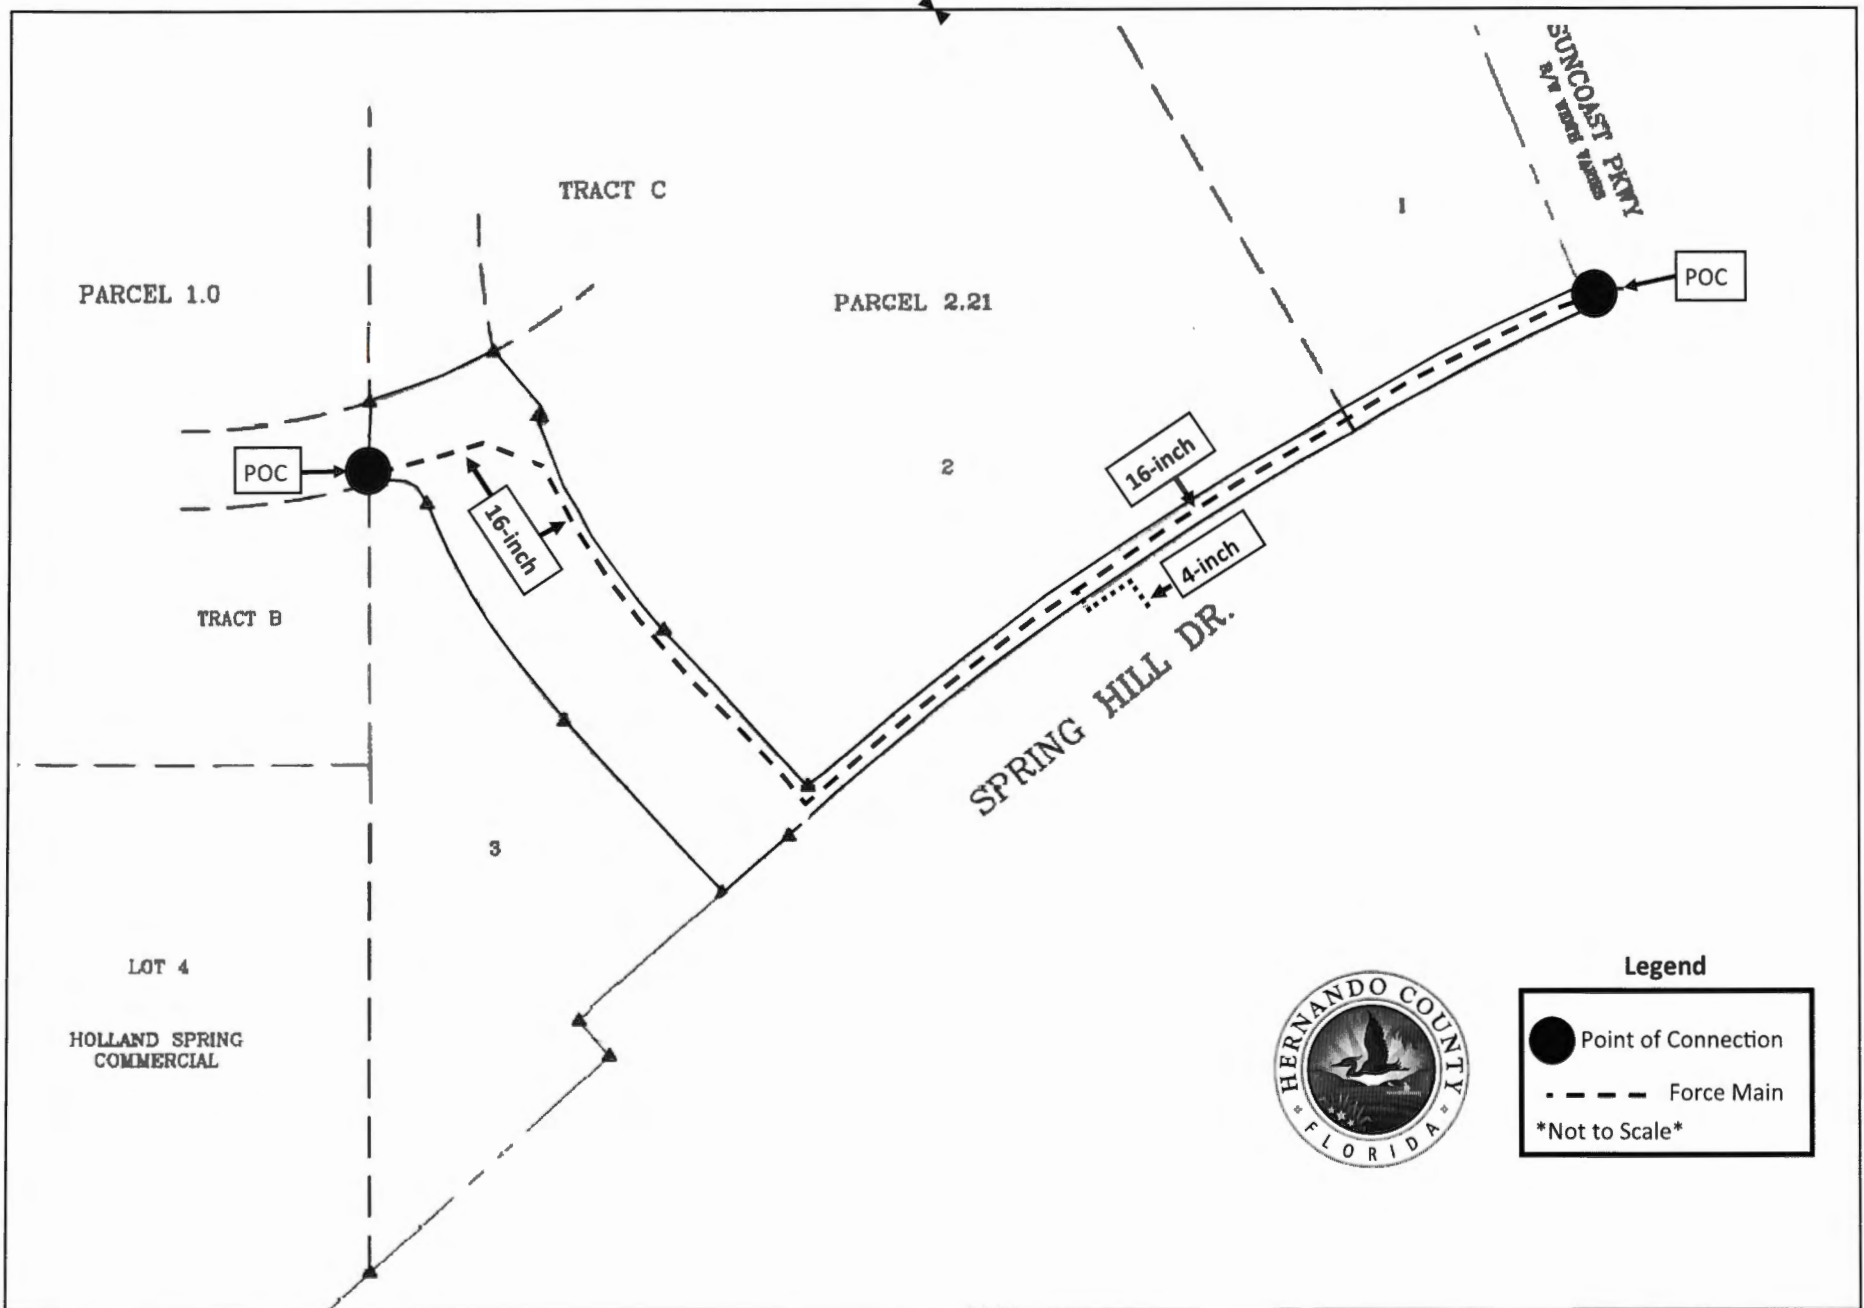 SUNCOAST PKWY
R/W WIDTH VARIES
TRACT C
1
PARCEL 1.0
PARCEL 2.21
POC
POC
2
16-inch
16-inch
4-inch
TRACT B
SPRING HILL DR.
3
LOT 4
HOLLAND SPRING
COMMERCIAL
HERNANDO COUNTY
FLORIDA
Legend
Point of Connection
Force Main
*Not to Scale*